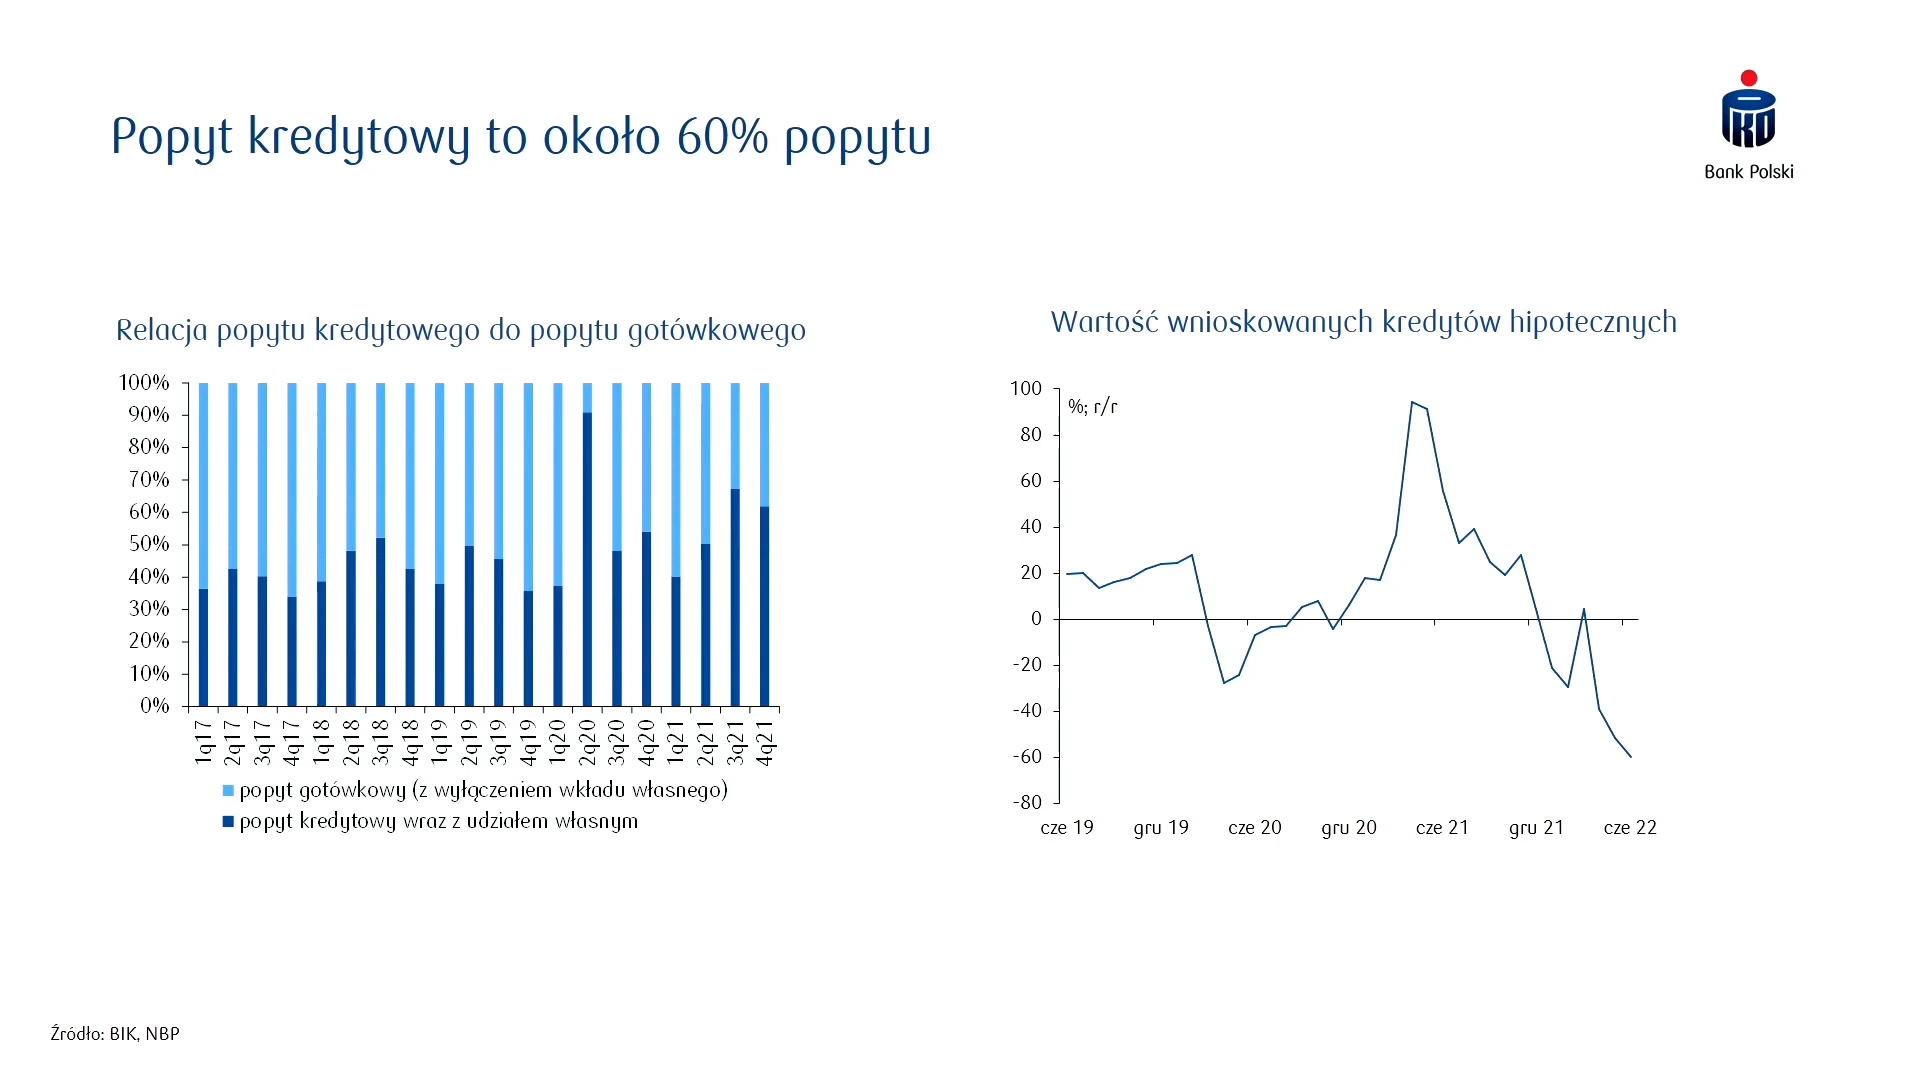 Popyt kredytowy to około 60% popytu
PKO
Bank Polski
Relacja popytu kredytowego do popytu gotówkowego
100%
90%
80%
70%
60%
50%
40%
30%
20%
10%
0%
1q17
2q17
3q17
4q17
1q18
2q18
3q18
4q18
1q19
2q19
3q19
4q19
1q20
2q20
3q20
4q20
1q21
2q21
3q21
4q21
popyt gotówkowy (z wyłączeniem wkładu własnego)
popyt kredytowy wraz z udziałem własnym
Wartość wnioskowanych kredytów hipotecznych
%; r/r
100
80
60
40
20
0
-20
-40
-60
-80
cze 19 gru 19 cze 20 gru 20 cze 21 gru 21 cze 22
Źródło: BIK, NBP